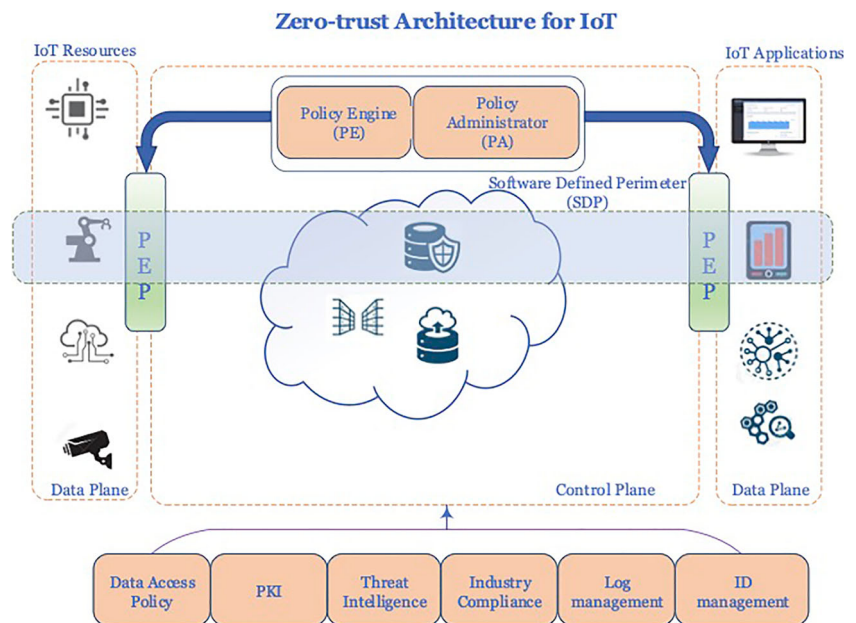 Zero-trust Architecture for IoT
IoT Resources
IoT Applications
Policy Engine
(PE)
Policy
Administrator
(PA)
Software Defined Perimeter
(SDP)
P
E
P
P
E
P
Data Plane
Control Plane
Data Plane
Data Access
Policy
PKI
Threat
Intelligence
Industry
Compliance
Log
management
ID
management